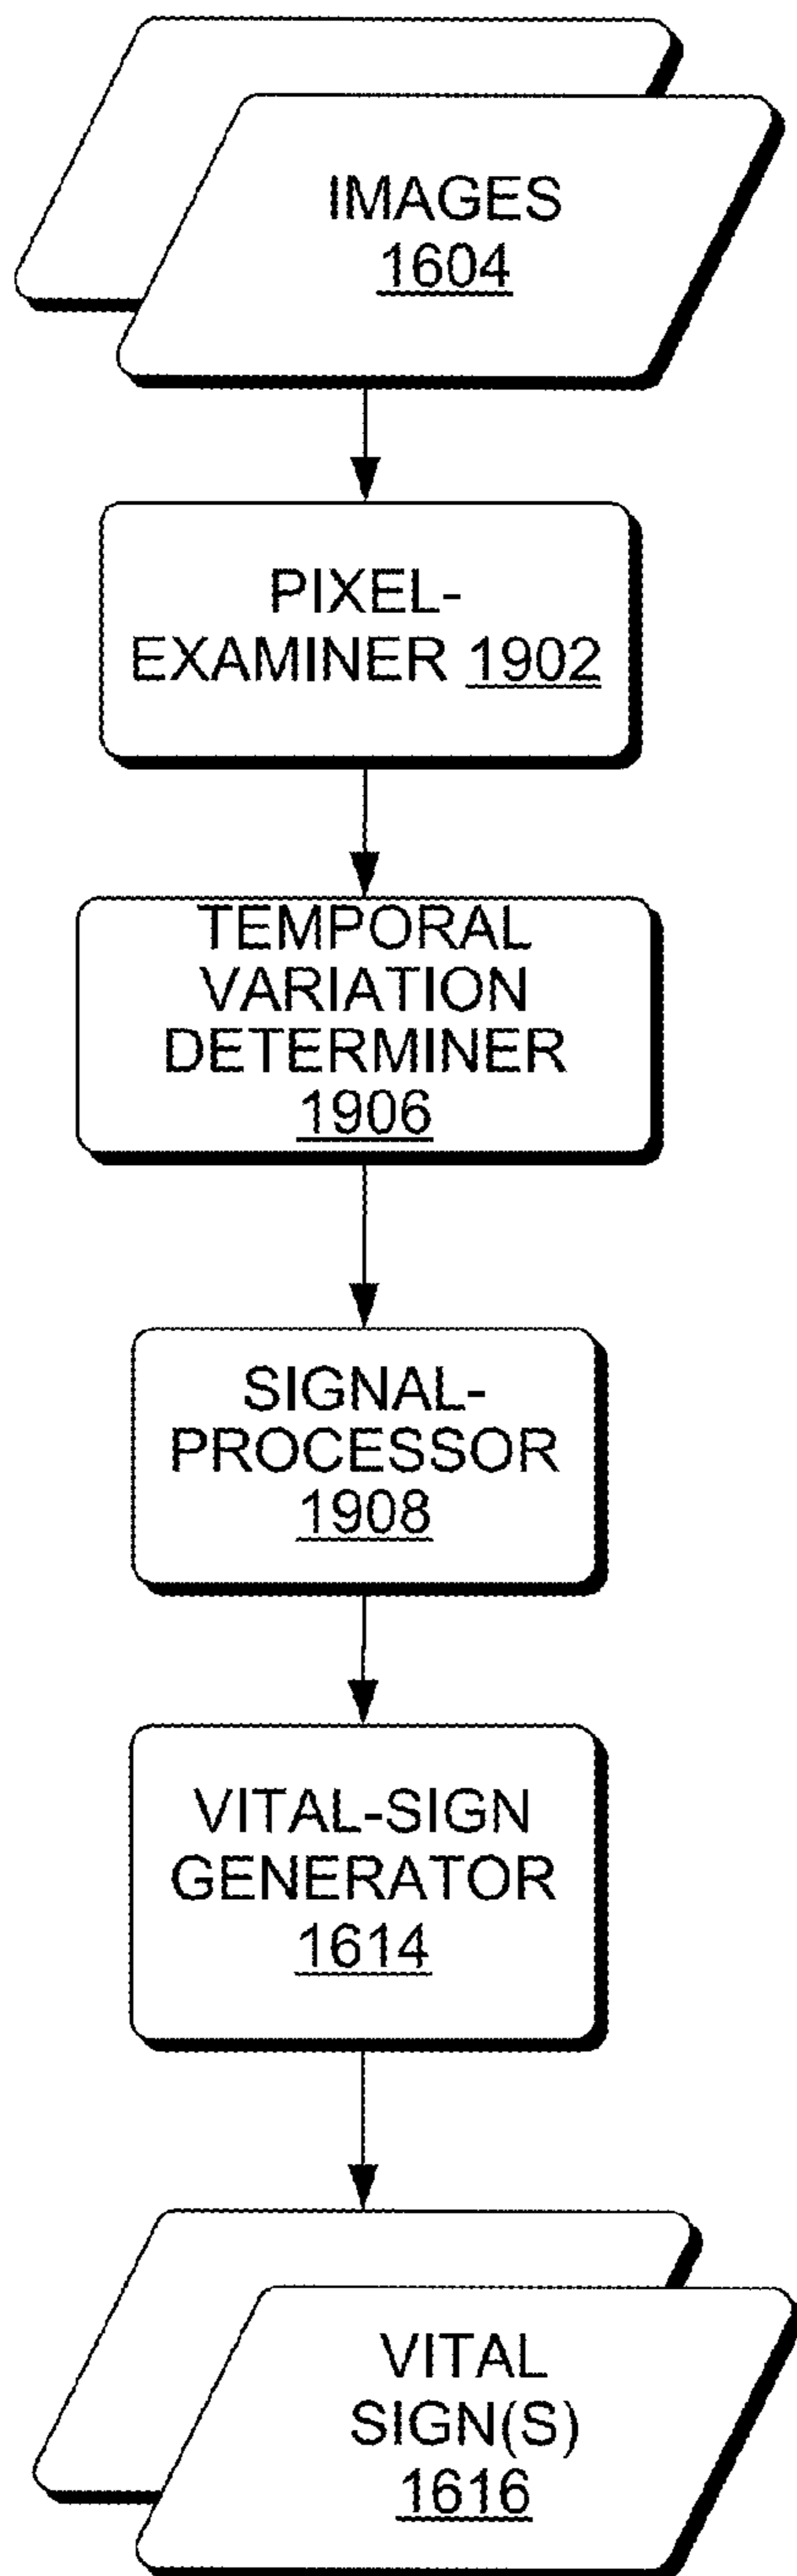 IMAGES
1604
PIXEL-
EXAMINER 1902
TEMPORAL
VARIATION
DETERMINER
1906
SIGNAL-
PROCESSOR
1908
VITAL-SIGN
GENERATOR
1614
VITAL
SIGN(S)
1616